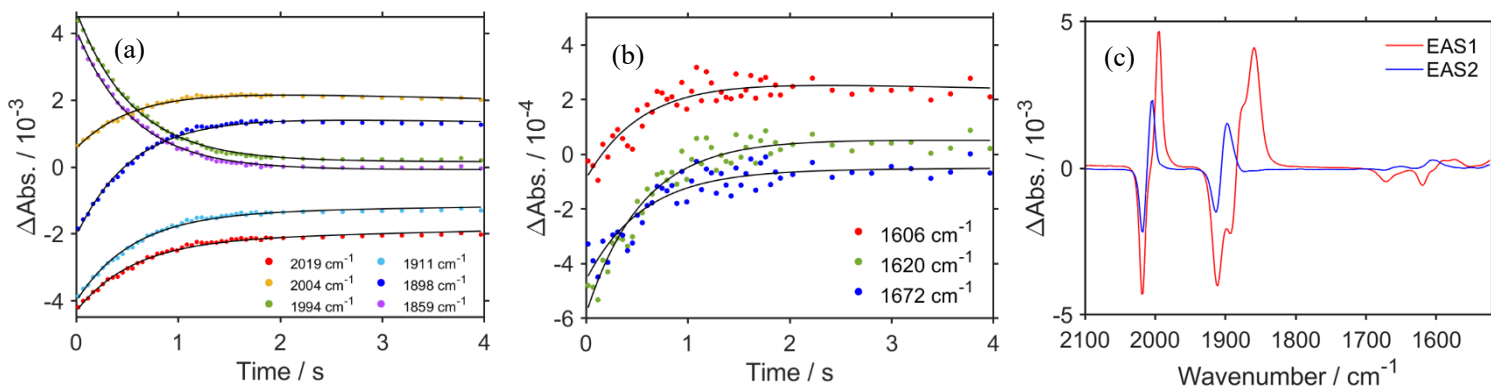 (a)
ΔAbs. / 10⁻³
4
2
0
-2
-4
2019 cm⁻¹
2004 cm⁻¹
1994 cm⁻¹
1911 cm⁻¹
1898 cm⁻¹
1859 cm⁻¹
0 1 2 3 4
Time / s
(b)
ΔAbs. / 10⁻⁴
4
2
0
-2
-4
-6
1606 cm⁻¹
1620 cm⁻¹
1672 cm⁻¹
0 1 2 3 4
Time / s
(c)
ΔAbs. / 10⁻³
5
0
-5
EAS1
EAS2
2100 2000 1900 1800 1700 1600
Wavenumber / cm⁻¹